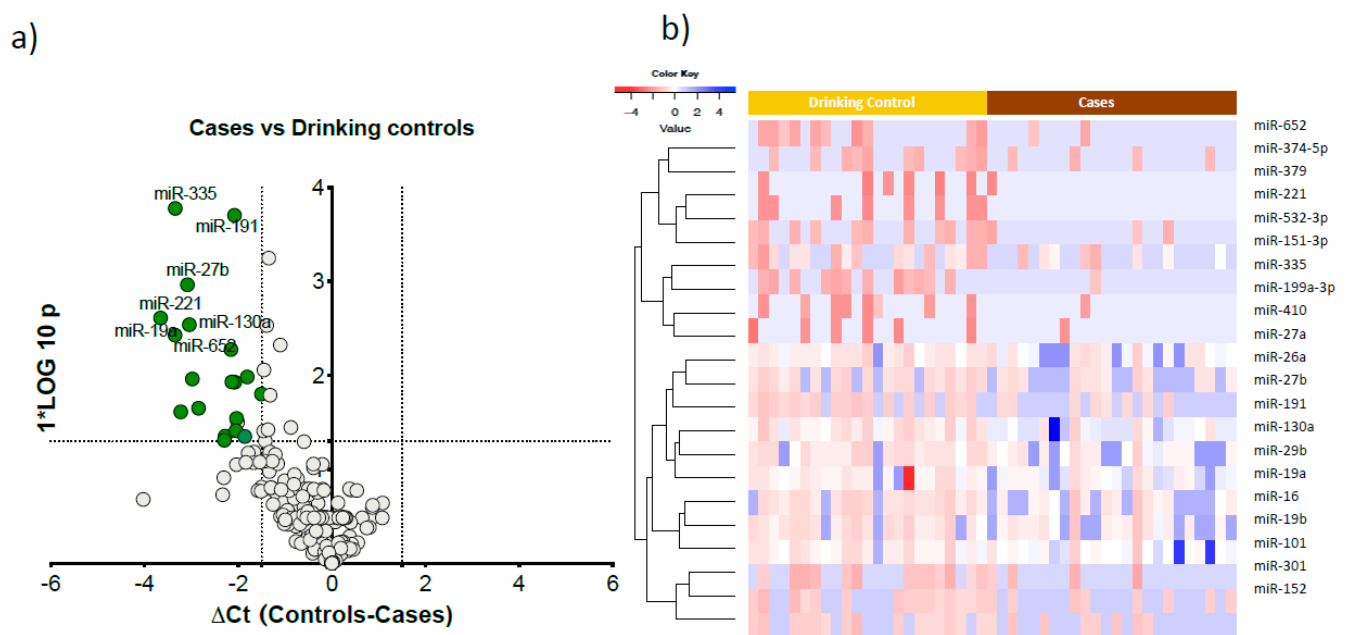 a)
Cases vs Drinking controls
4
miR-335
miR-191
3
miR-27b
miR-221
miR-19a
miR-130a
miR-652
2
1*LOG 10 p
-6
-4
-2
0
2
4
6
ΔCt (Controls-Cases)
b)
Color Key
-4 -2 0 2 4
Value
Drinking Control
Cases
miR-652
miR-374-5p
miR-379
miR-221
miR-532-3p
miR-151-3p
miR-335
miR-199a-3p
miR-410
miR-27a
miR-26a
miR-27b
miR-191
miR-130a
miR-29b
miR-19a
miR-16
miR-19b
miR-101
miR-301
miR-152